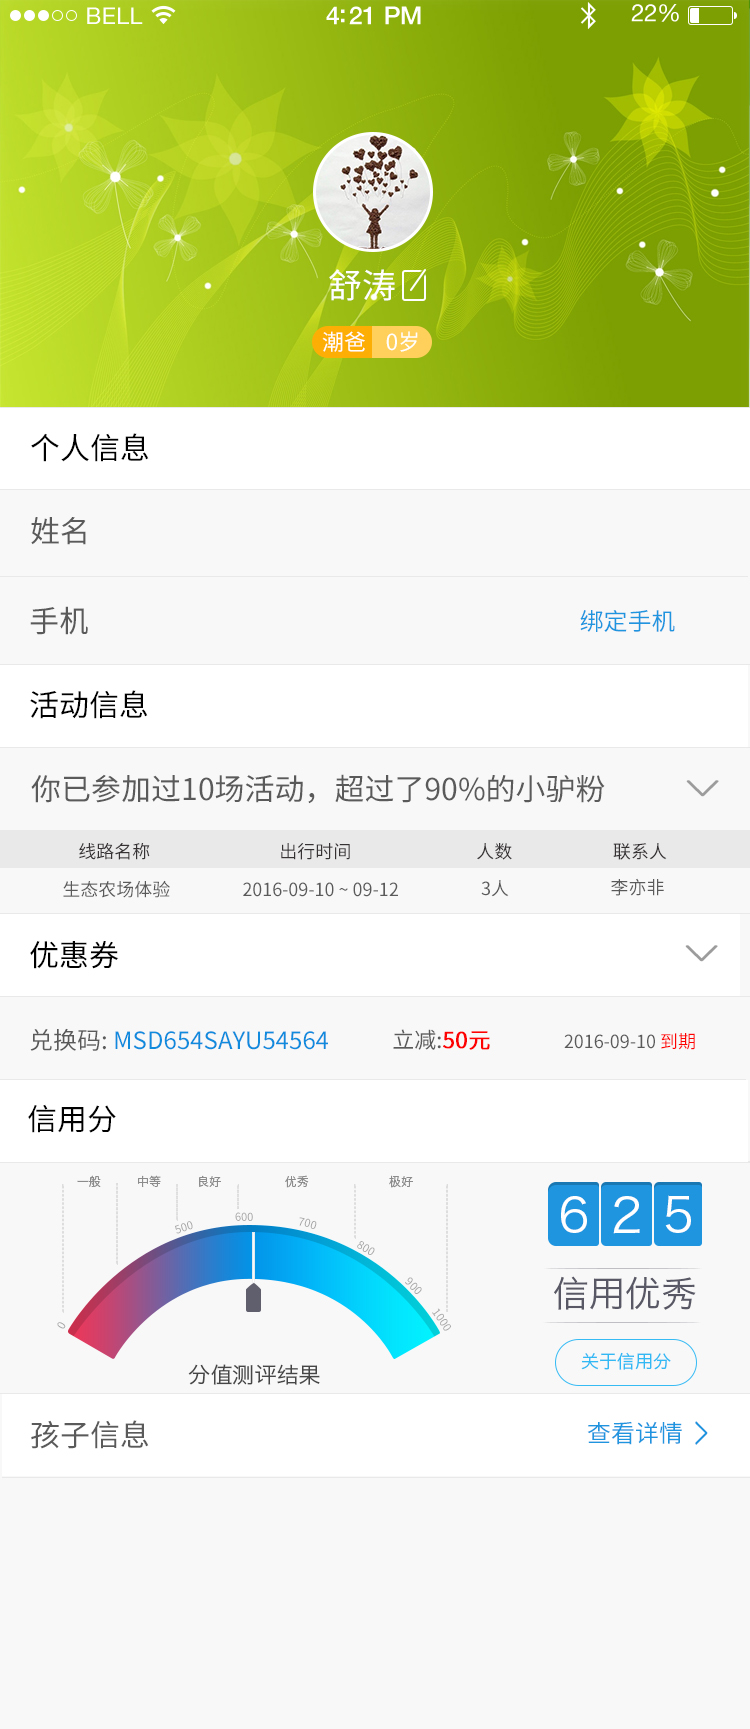 BELL 4:21 PM 22%
舒涛
潮爸 0岁
个人信息
姓名
手机 绑定手机
活动信息
你已参加过10场活动，超过了90%的小驴粉
线路名称 出行时间 人数 联系人
生态农场体验 2016-09-10 ~ 09-12 3人 李亦非
优惠券
兑换码: MSD654SAYU54564 立减:50元 2016-09-10 到期
信用分
一般 中等 良好 优秀 极好
0 500 600 700 800 900 1000
625
信用优秀
分值测评结果
关于信用分
孩子信息 查看详情